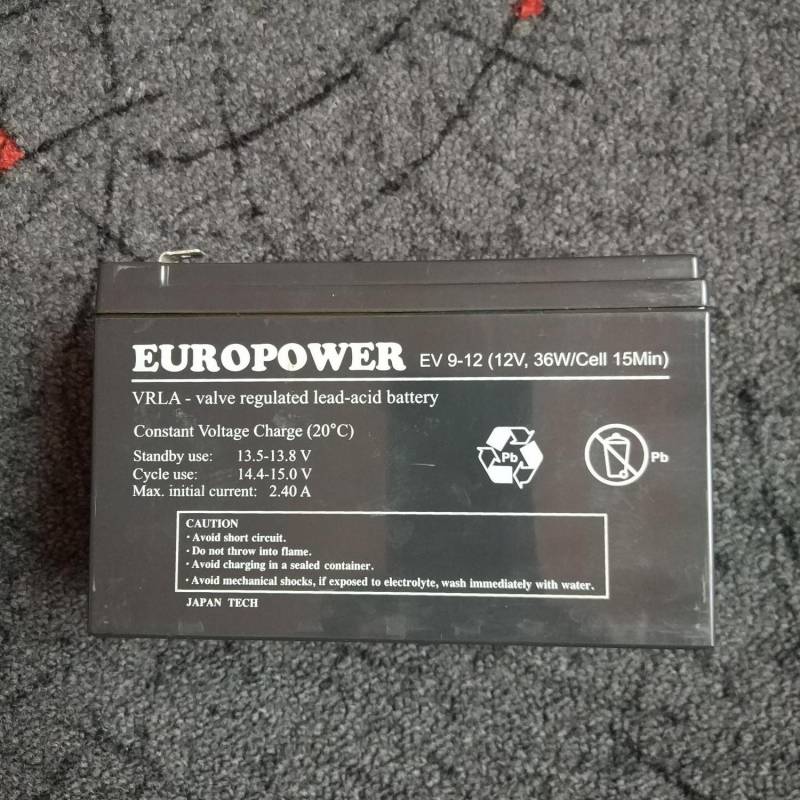 EUROPOWER EV 9-12 (12V, 36W/Cell 15Min)
VRLA - valve regulated lead-acid battery
Constant Voltage Charge (20°C)
Standby use: 13.5-13.8 V
Cycle use: 14.4-15.0 V
Max. initial current: 2.40 A
Pb
Pb
CAUTION
· Avoid short circuit.
· Do not throw into flame.
· Avoid charging in a sealed container.
· Avoid mechanical shocks, if exposed to electrolyte, wash immediately with water.
JAPAN TECH